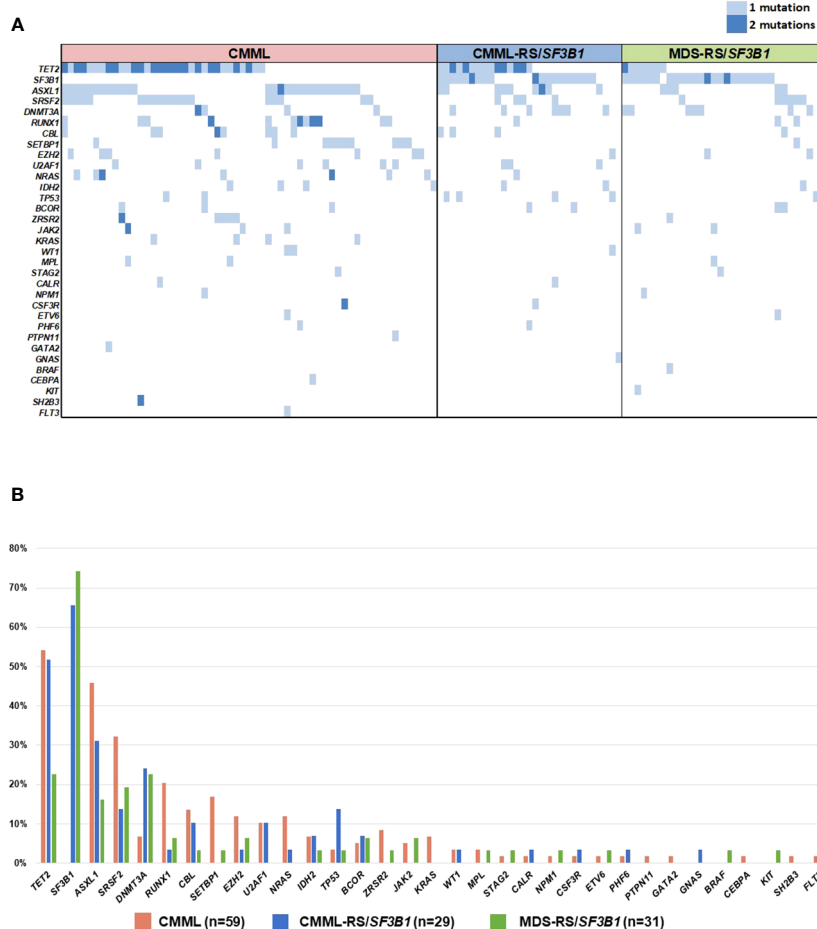 1 mutation
2 mutations
A
CMML
CMML-RS/SF3B1
MDS-RS/SF3B1
TET2
SF3B1
ASXL1
SRSF2
DNMT3A
RUNX1
CBL
SETBP1
EZH2
U2AF1
NRAS
IDH2
TP53
BCOR
ZRSR2
JAK2
KRAS
WT1
MPL
STAG2
CALR
NPM1
CSF3R
ETV6
PHF6
PTPN11
GATA2
GNAS
BRAF
CEBPA
KIT
SH2B3
FLT3
B
80%
70%
60%
50%
40%
30%
20%
10%
0%
TET2 SF3B1 ASXL1 SRSF2 DNMT3A RUNX1 CBL SETBP1 EZH2 U2AF1 NRAS IDH2 TP53 BCOR ZRSR2 JAK2 KRAS WT1 MPL STAG2 CALR NPM1 CSF3R ETV6 PHF6 PTPN11 GATA2 GNAS BRAF CEBPA KIT SH2B3 FLT
CMML (n=59) CMML-RS/SF3B1 (n=29) MDS-RS/SF3B1 (n=31)